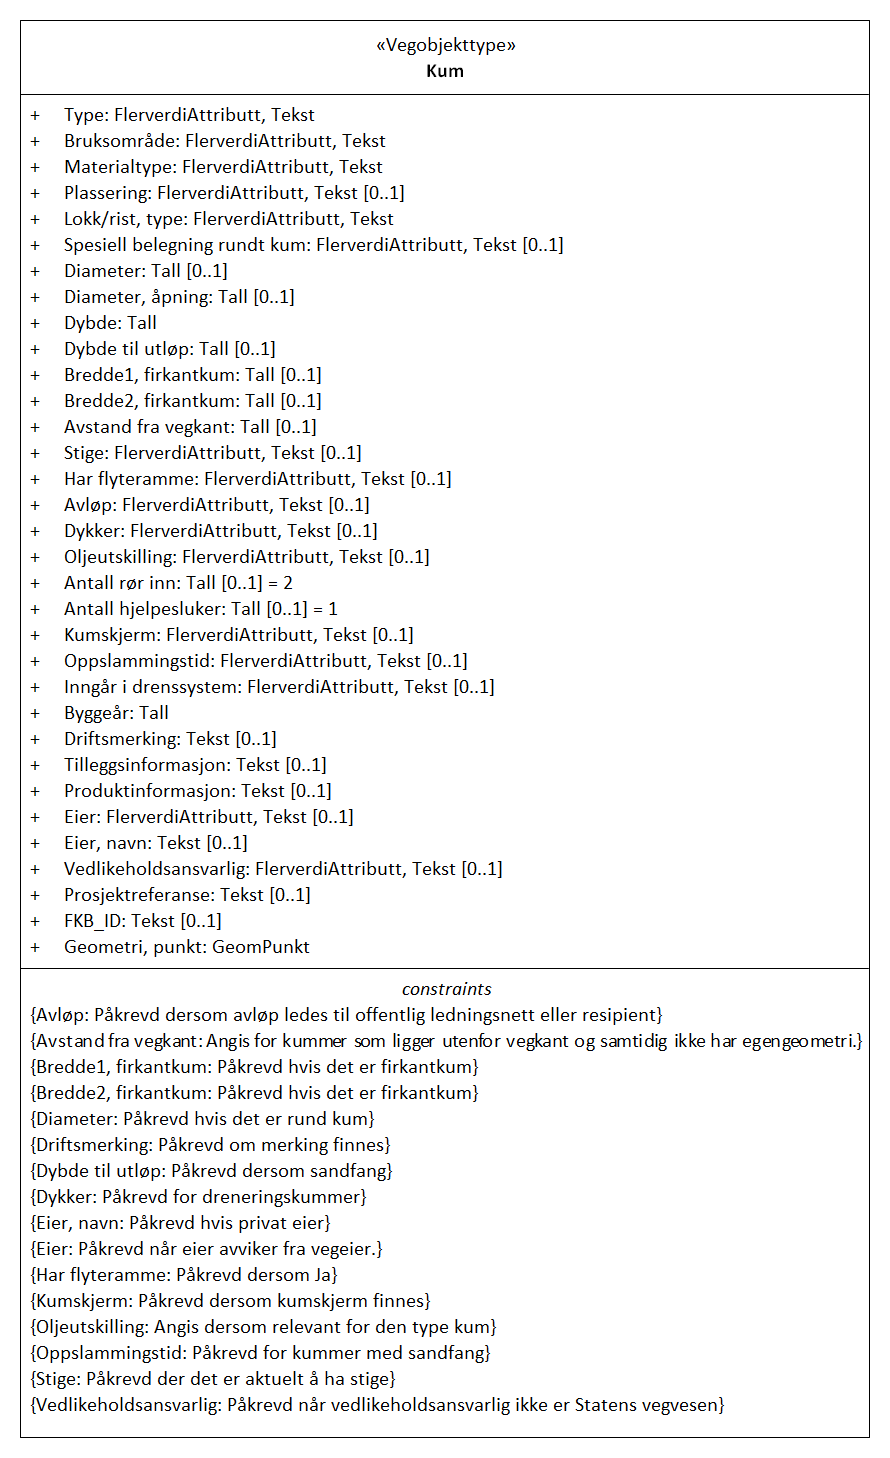 «Vegobjekttype»
Kum
+ Type: FlerverdiAttributt, Tekst
+ Bruksområde: FlerverdiAttributt, Tekst
+ Materialtype: FlerverdiAttributt, Tekst
+ Plassering: FlerverdiAttributt, Tekst [0..1]
+ Lokk/rist, type: FlerverdiAttributt, Tekst
+ Spesiell belegning rundt kum: FlerverdiAttributt, Tekst [0..1]
+ Diameter: Tall [0..1]
+ Diameter, åpning: Tall [0..1]
+ Dybde: Tall
+ Dybde til utløp: Tall [0..1]
+ Bredde1, firkantkum: Tall [0..1]
+ Bredde2, firkantkum: Tall [0..1]
+ Avstand fra vegkant: Tall [0..1]
+ Stige: FlerverdiAttributt, Tekst [0..1]
+ Har flyteramme: FlerverdiAttributt, Tekst [0..1]
+ Avløp: FlerverdiAttributt, Tekst [0..1]
+ Dykker: FlerverdiAttributt, Tekst [0..1]
+ Oljeutskilling: FlerverdiAttributt, Tekst [0..1]
+ Antall rør inn: Tall [0..1] = 2
+ Antall hjelpesluker: Tall [0..1] = 1
+ Kumskjerm: FlerverdiAttributt, Tekst [0..1]
+ Oppslammingstid: FlerverdiAttributt, Tekst [0..1]
+ Inngår i drenssystem: FlerverdiAttributt, Tekst [0..1]
+ Byggeår: Tall
+ Driftsmerking: Tekst [0..1]
+ Tilleggsinformasjon: Tekst [0..1]
+ Produktinformasjon: Tekst [0..1]
+ Eier: FlerverdiAttributt, Tekst [0..1]
+ Eier, navn: Tekst [0..1]
+ Vedlikeholdsansvarlig: FlerverdiAttributt, Tekst [0..1]
+ Prosjektreferanse: Tekst [0..1]
+ FKB_ID: Tekst [0..1]
+ Geometri, punkt: GeomPunkt
constraints
{Avløp: Påkrevd dersom avløp ledes til offentlig ledningsnett eller resipient}
{Avstand fra vegkant: Angis for kummer som ligger utenfor vegkant og samtidig ikke har egengeometri.}
{Bredde1, firkantkum: Påkrevd hvis det er firkantkum}
{Bredde2, firkantkum: Påkrevd hvis det er firkantkum}
{Diameter: Påkrevd hvis det er rund kum}
{Driftsmerking: Påkrevd om merking finnes}
{Dybde til utløp: Påkrevd dersom sandfang}
{Dykker: Påkrevd for dreneringskummer}
{Eier, navn: Påkrevd hvis privat eier}
{Eier: Påkrevd når eier avviker fra vegeier.}
{Har flyteramme: Påkrevd dersom Ja}
{Kumskjerm: Påkrevd dersom kumskjerm finnes}
{Oljeutskilling: Angis dersom relevant for den type kum}
{Oppslammingstid: Påkrevd for kummer med sandfang}
{Stige: Påkrevd der det er aktuelt å ha stige}
{Vedlikeholdsansvarlig: Påkrevd når vedlikeholdsansvarlig ikke er Statens vegvesen}